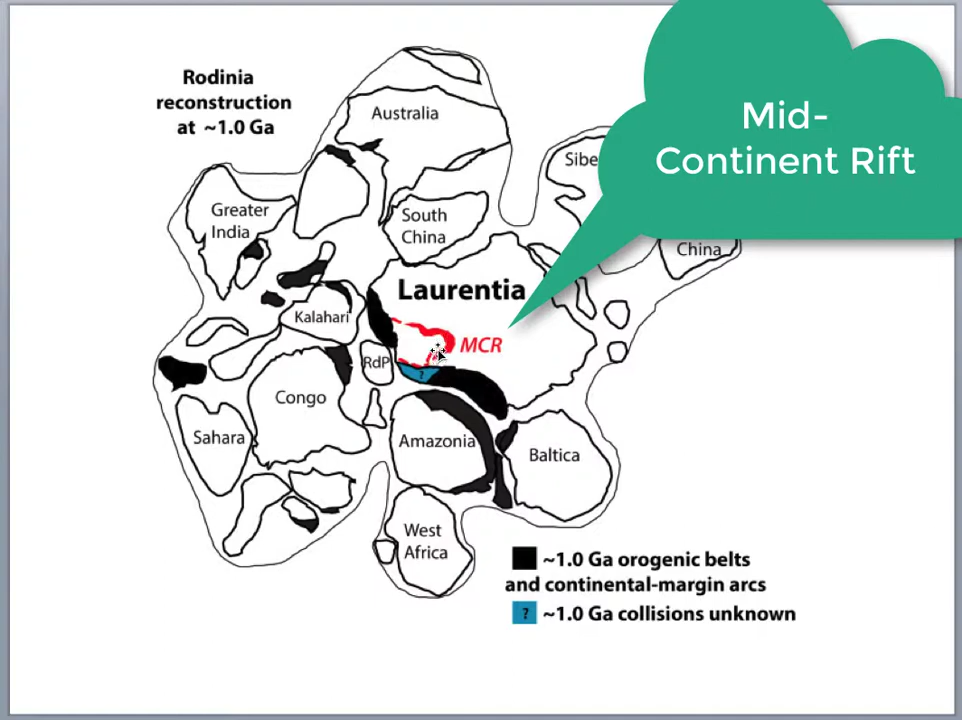 Rodinia
reconstruction
at ~1.0 Ga
Mid-
Continent Rift
Australia
Sibe
Greater
India
South
China
China
Laurentia
Kalahari
MCR
RdP
?
Congo
Sahara
Amazonia
Baltica
West
Africa
~1.0 Ga orogenic belts
and continental-margin arcs
? ~1.0 Ga collisions unknown